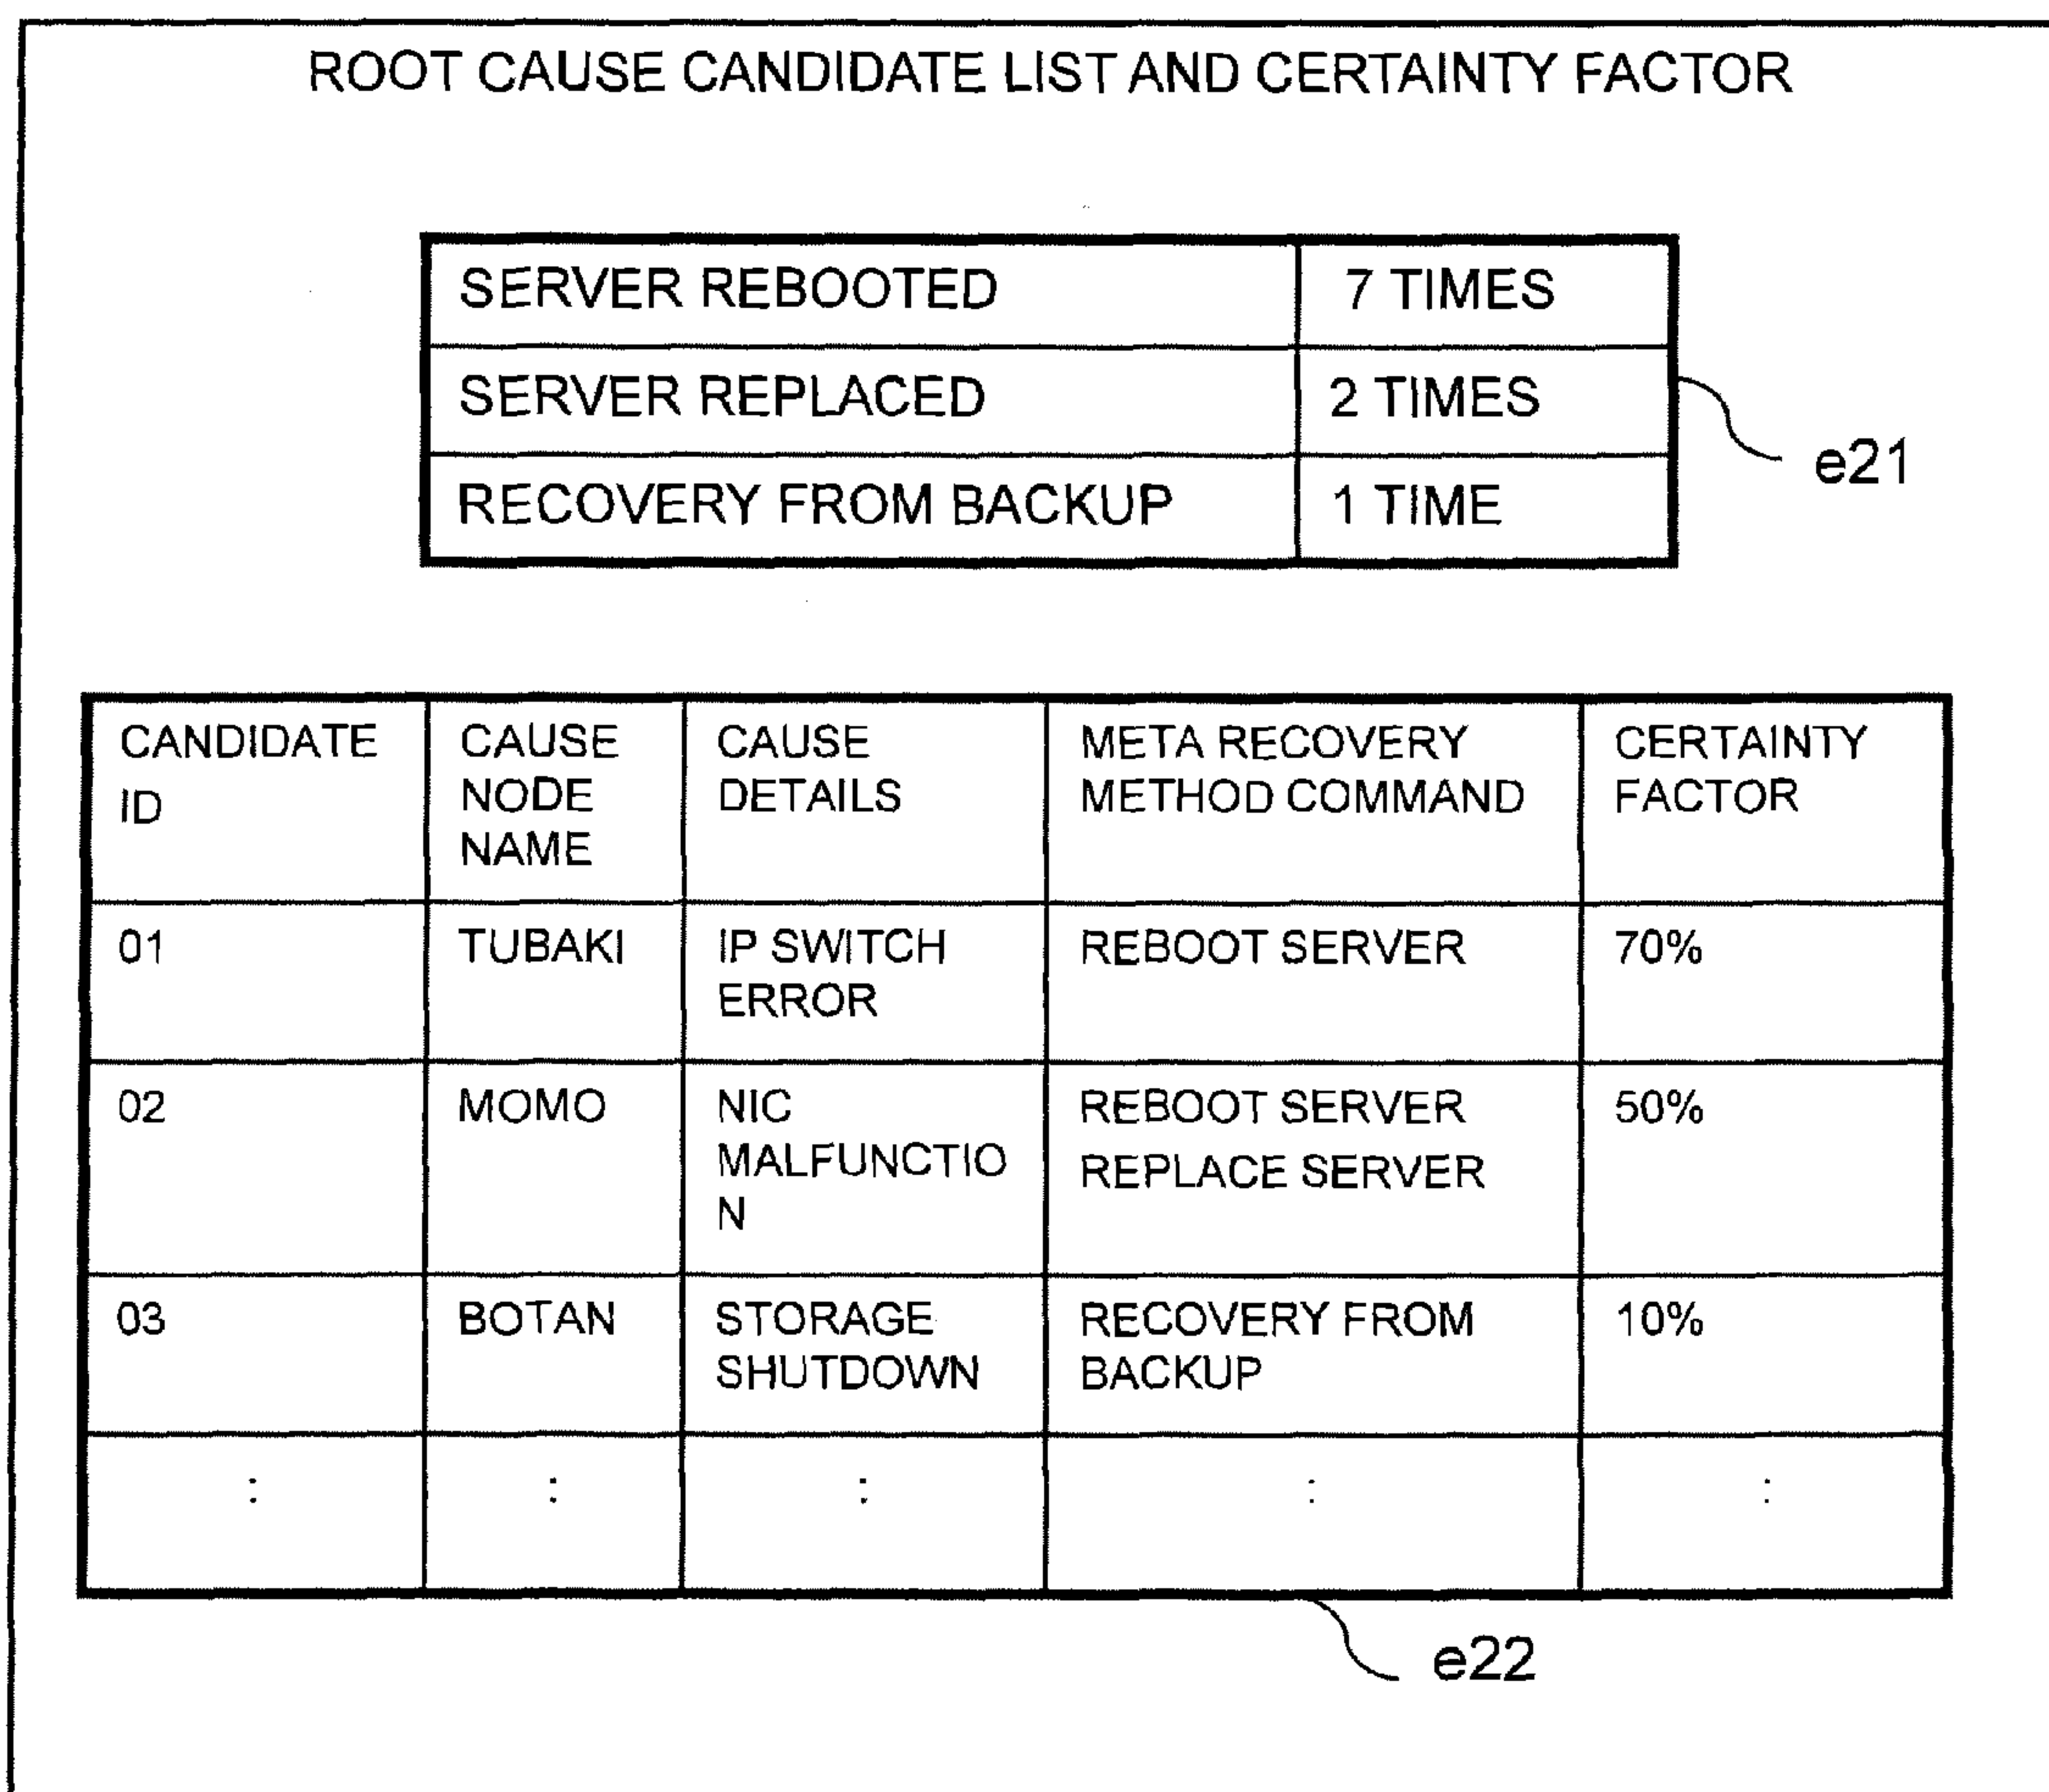 ROOT CAUSE CANDIDATE LIST AND CERTAINTY FACTOR
SERVER REBOOTED 7 TIMES
SERVER REPLACED 2 TIMES
e21
RECOVERY FROM BACKUP 1 TIME
CANDIDATE ID
CAUSE NODE NAME
CAUSE DETAILS
META RECOVERY METHOD COMMAND
CERTAINTY FACTOR
01 TUBAKI IP SWITCH REBOOT SERVER 70%
ERROR
02 MOMO NIC REBOOT SERVER 50%
MALFUNCTIO REPLACE SERVER
N
03 BOTAN STORAGE RECOVERY FROM 10%
SHUTDOWN BACKUP
: : : : :
e22